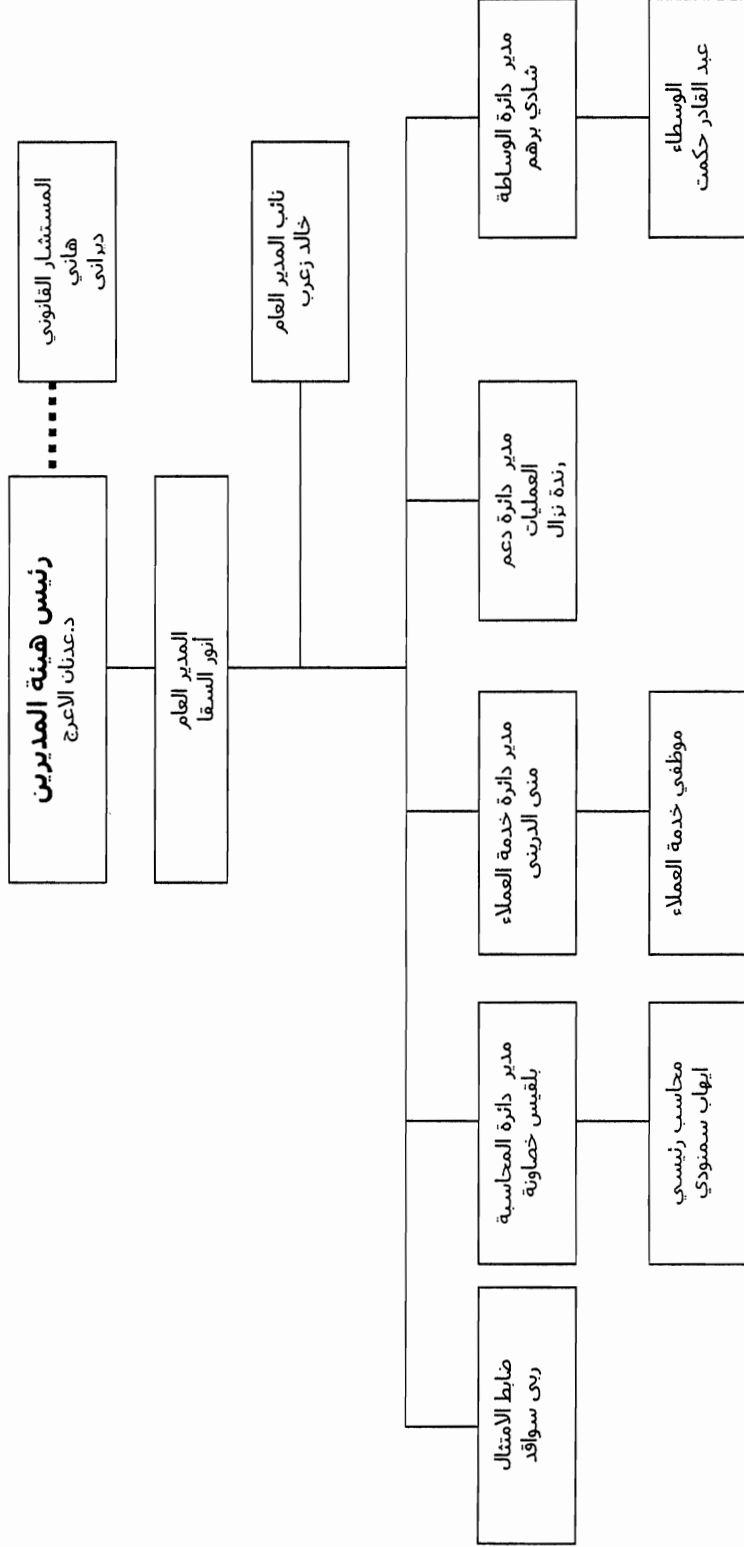 رئيس هيئة المديرين
د.عدنان الاعرج
المستشار القانوني
هاني
ديرانى
المدير العام
أنور السقا
نائب المدير العام
خالد زعرب
مدير دائرة الوساطة
شادي برهم
مدير دائرة دعم
العمليات
رندة نزال
مدير دائرة خدمة العملاء
منى الدرينى
مدير دائرة المحاسبة
بلقيس خصاونة
ضابط الامتثال
ربى سواقد
الوسطاء
عبد القادر حكمت
موظفي خدمة العملاء
محاسب رئيسي
ايهاب سمنودي